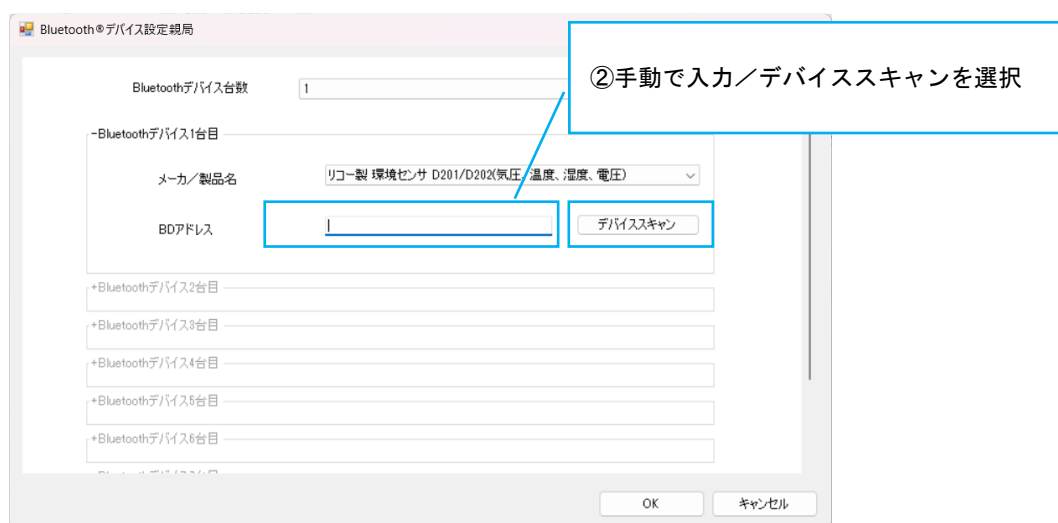 Bluetooth®デバイス設定親局
②手動で入力／デバイススキャンを選択
Bluetoothデバイス台数
1
-Bluetoothデバイス1台目
メーカ／製品名
リコー製 環境センサ D201/D202(気圧、温度、湿度、電圧)
BDアドレス
デバイススキャン
+Bluetoothデバイス2台目
+Bluetoothデバイス3台目
+Bluetoothデバイス4台目
+Bluetoothデバイス5台目
+Bluetoothデバイス6台目
OK
キャンセル